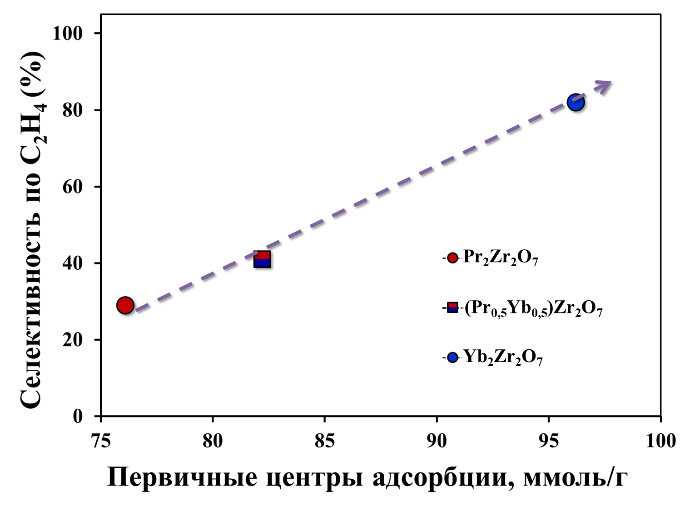 Селективность по C₂H₄ (%)
100
80
60
40
20
0
Pr₂Zr₂O₇
(Pr₀,₅Yb₀,₅)Zr₂O₇
Yb₂Zr₂O₇
75 80 85 90 95 100
Первичные центры адсорбции, ммоль/г